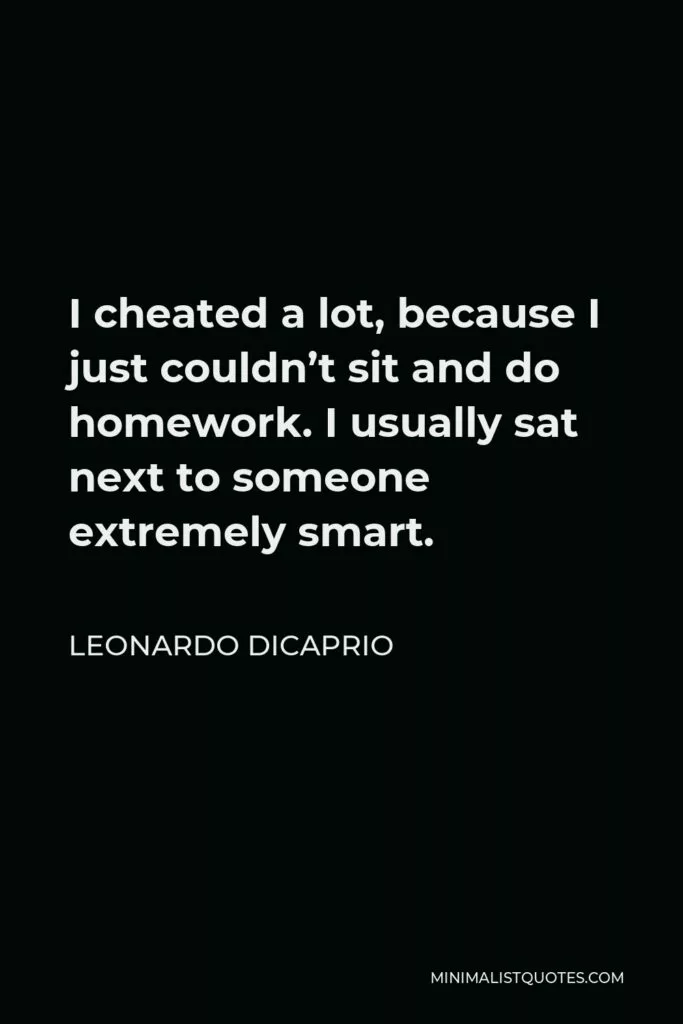 I cheated a lot, because I
just couldn’t sit and do
homework. I usually sat
next to someone
extremely smart.
LEONARDO DICAPRIO
MINIMALISTQUOTES.COM